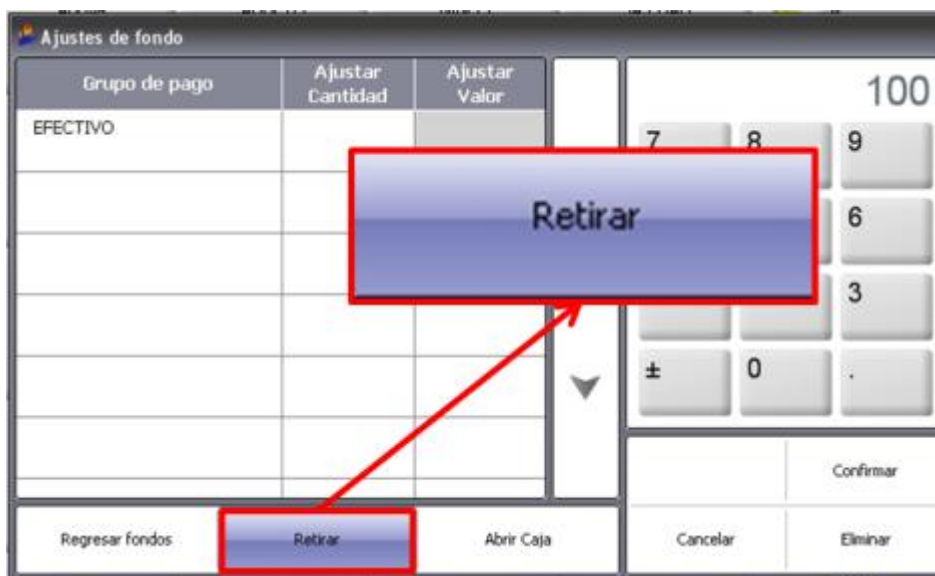 Ajustes de fondo
Grupo de pago
Ajustar
Cantidad
Ajustar
Valor
100
EFECTIVO
7 8 9
Retirar
6
3
± 0 .
Confirmar
Regresar fondos Retirar Abrir Caja Cancelar Eliminar